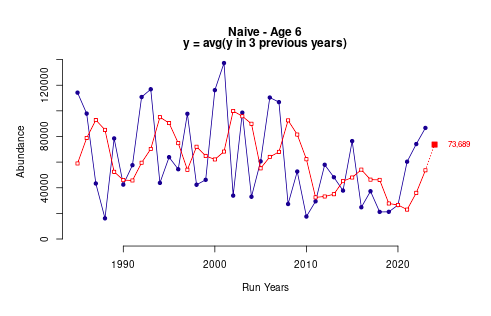 Naive - Age 6
y = avg(y in 3 previous years)
Abundance
120000
80000
40000
0
73,689
1990
2000
2010
2020
Run Years